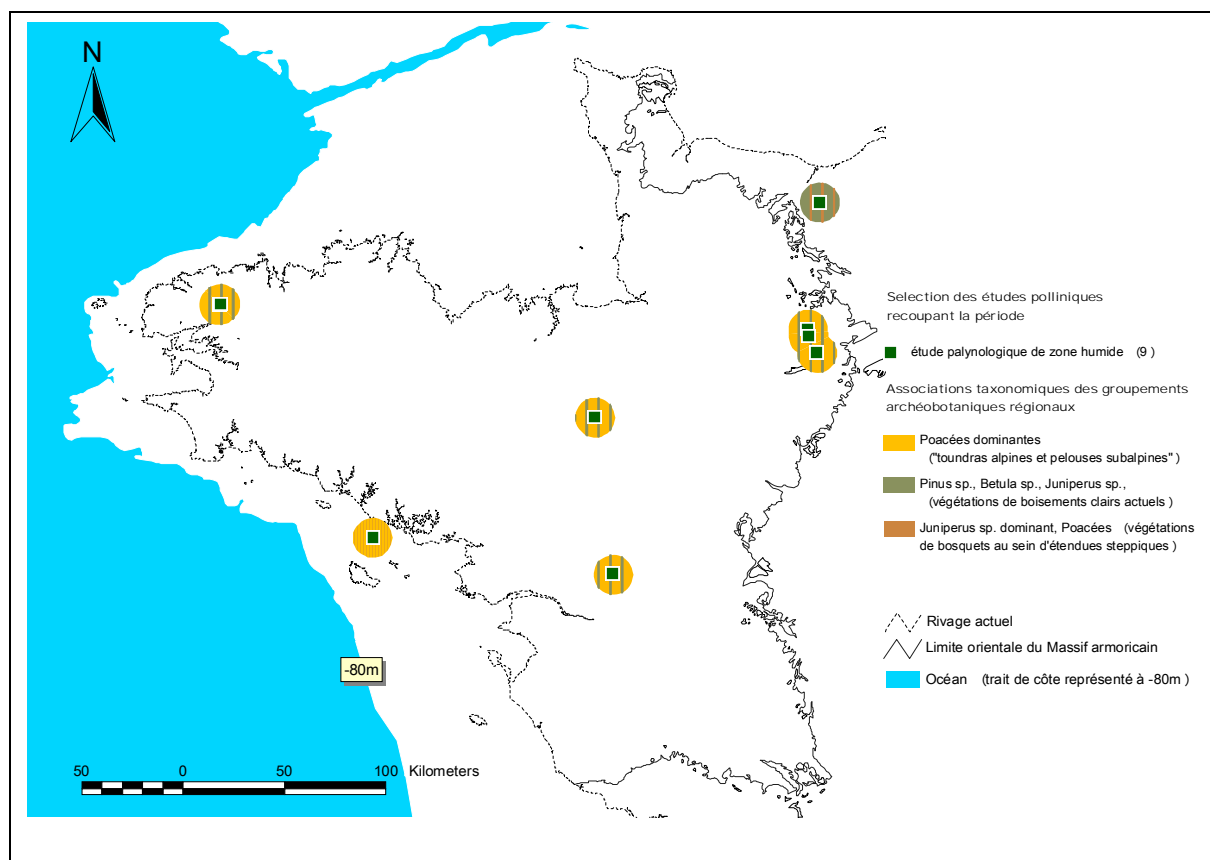 N
Selection des études polliniques
recoupant la période
étude palynologique de zone humide (9 )
Associations taxonomiques des groupements
archéobotaniques régionaux
Poacées dominantes
("toundras alpines et pelouses subalpines" )
Pinus sp., Betula sp., Juniperus sp.,
(végétations de boisements clairs actuels )
Juniperus sp. dominant, Poacées (végétations
de bosquets au sein d'étendues steppiques )
Rivage actuel
Limite orientale du Massif armoricain
Océan (trait de côte représenté à -80m )
-80m
50 0 50 100 Kilometers